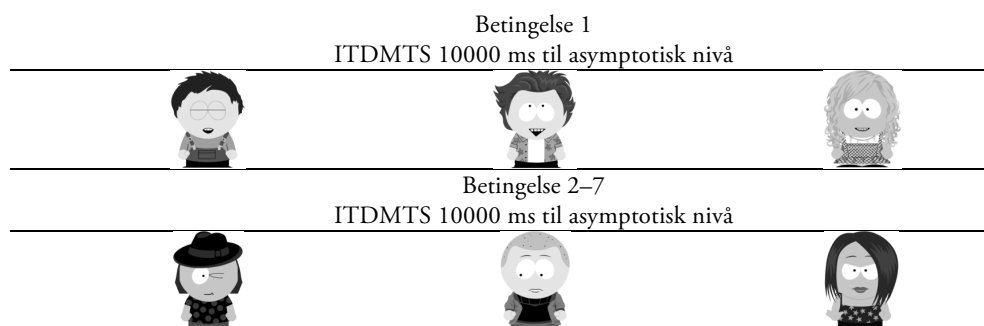 Betingelse 1
ITDMTS 10000 ms til asymptotisk nivå
Betingelse 2–7
ITDMTS 10000 ms til asymptotisk nivå